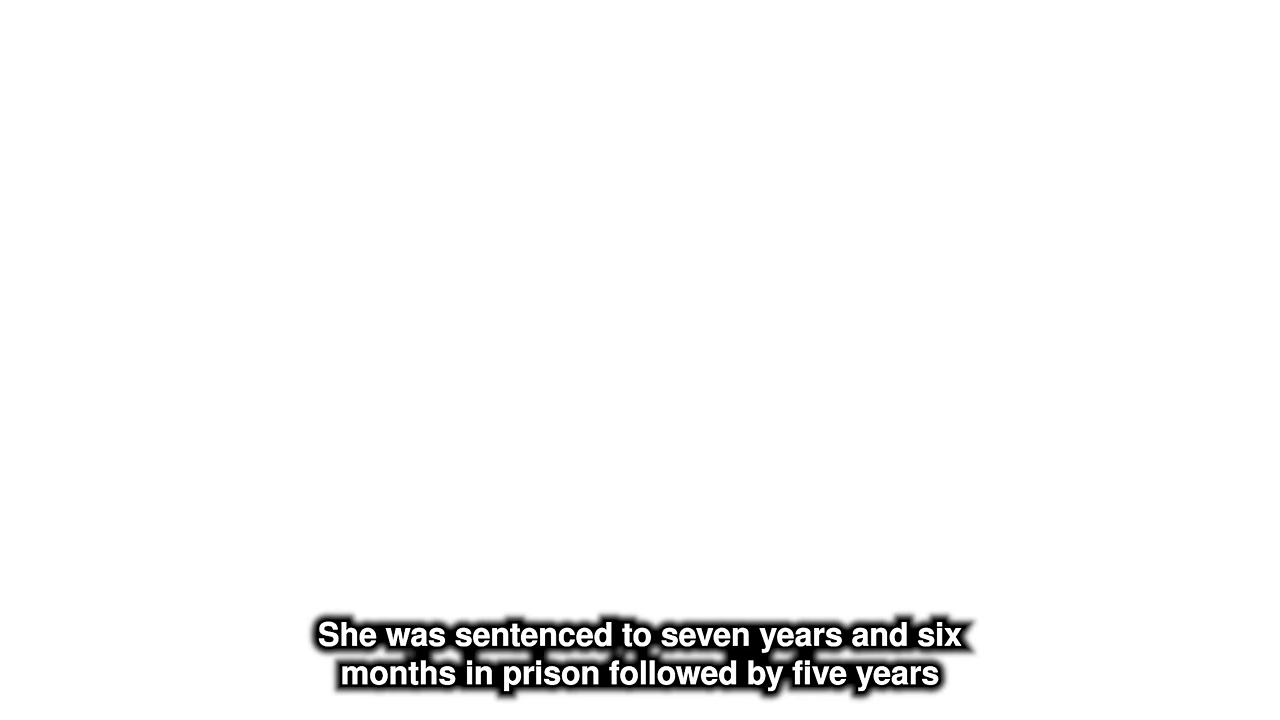 She was sentenced to seven years and six
months in prison followed by five years